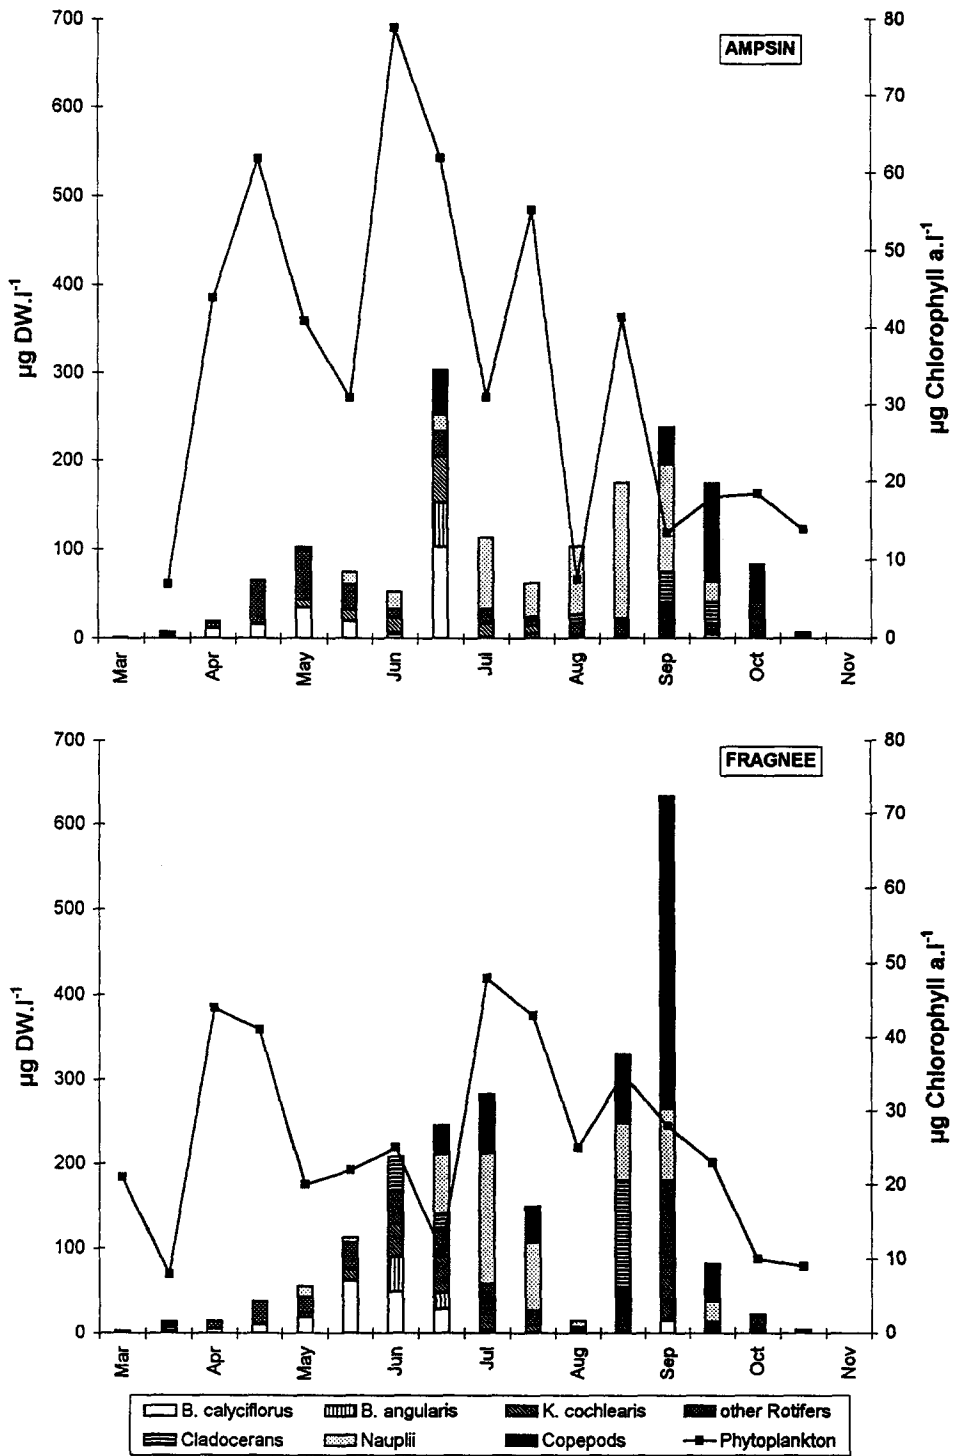 AMPSIN
700
600
500
400
300
200
100
0
80
70
60
50
40
30
20
10
0
µg DW.l-1
µg Chlorophyll a.l-1
Mar
Apr
May
Jun
Jul
Aug
Sep
Oct
Nov
FRAGNEE
700
600
500
400
300
200
100
0
80
70
60
50
40
30
20
10
0
µg DW.l-1
µg Chlorophyll a.l-1
Mar
Apr
May
Jun
Jul
Aug
Sep
Oct
Nov
B. calyciflorus B. angularis K. cochlearis other Rotifers
Cladocerans Nauplii Copepods Phytoplankton